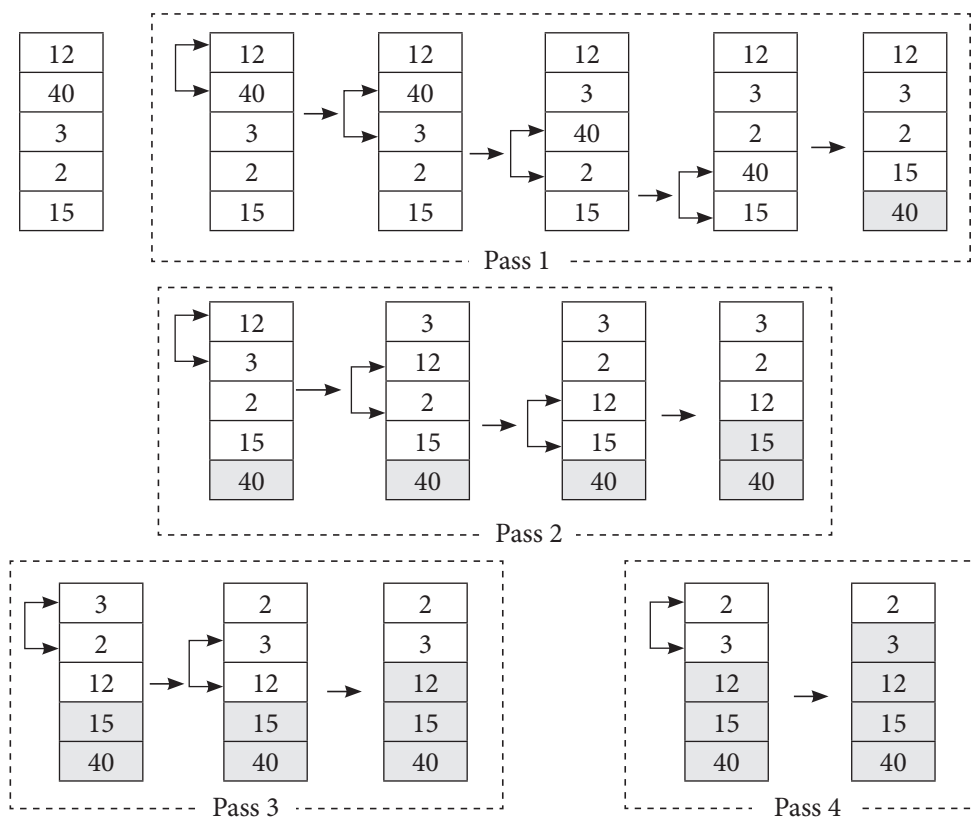 12 12 12 12 12 12
40 40 40 3 3 3
3 3 3 40 2 2
2 2 2 2 40 15
15 15 15 15 15 40
Pass 1
12 3 3 3
3 12 2 2
2 2 12 12
15 15 15 15
40 40 40 40
Pass 2
3 2 2 2 2
2 3 3 3 3
12 12 12 12 12
15 15 15 15 15
40 40 40 40 40
Pass 3 Pass 4